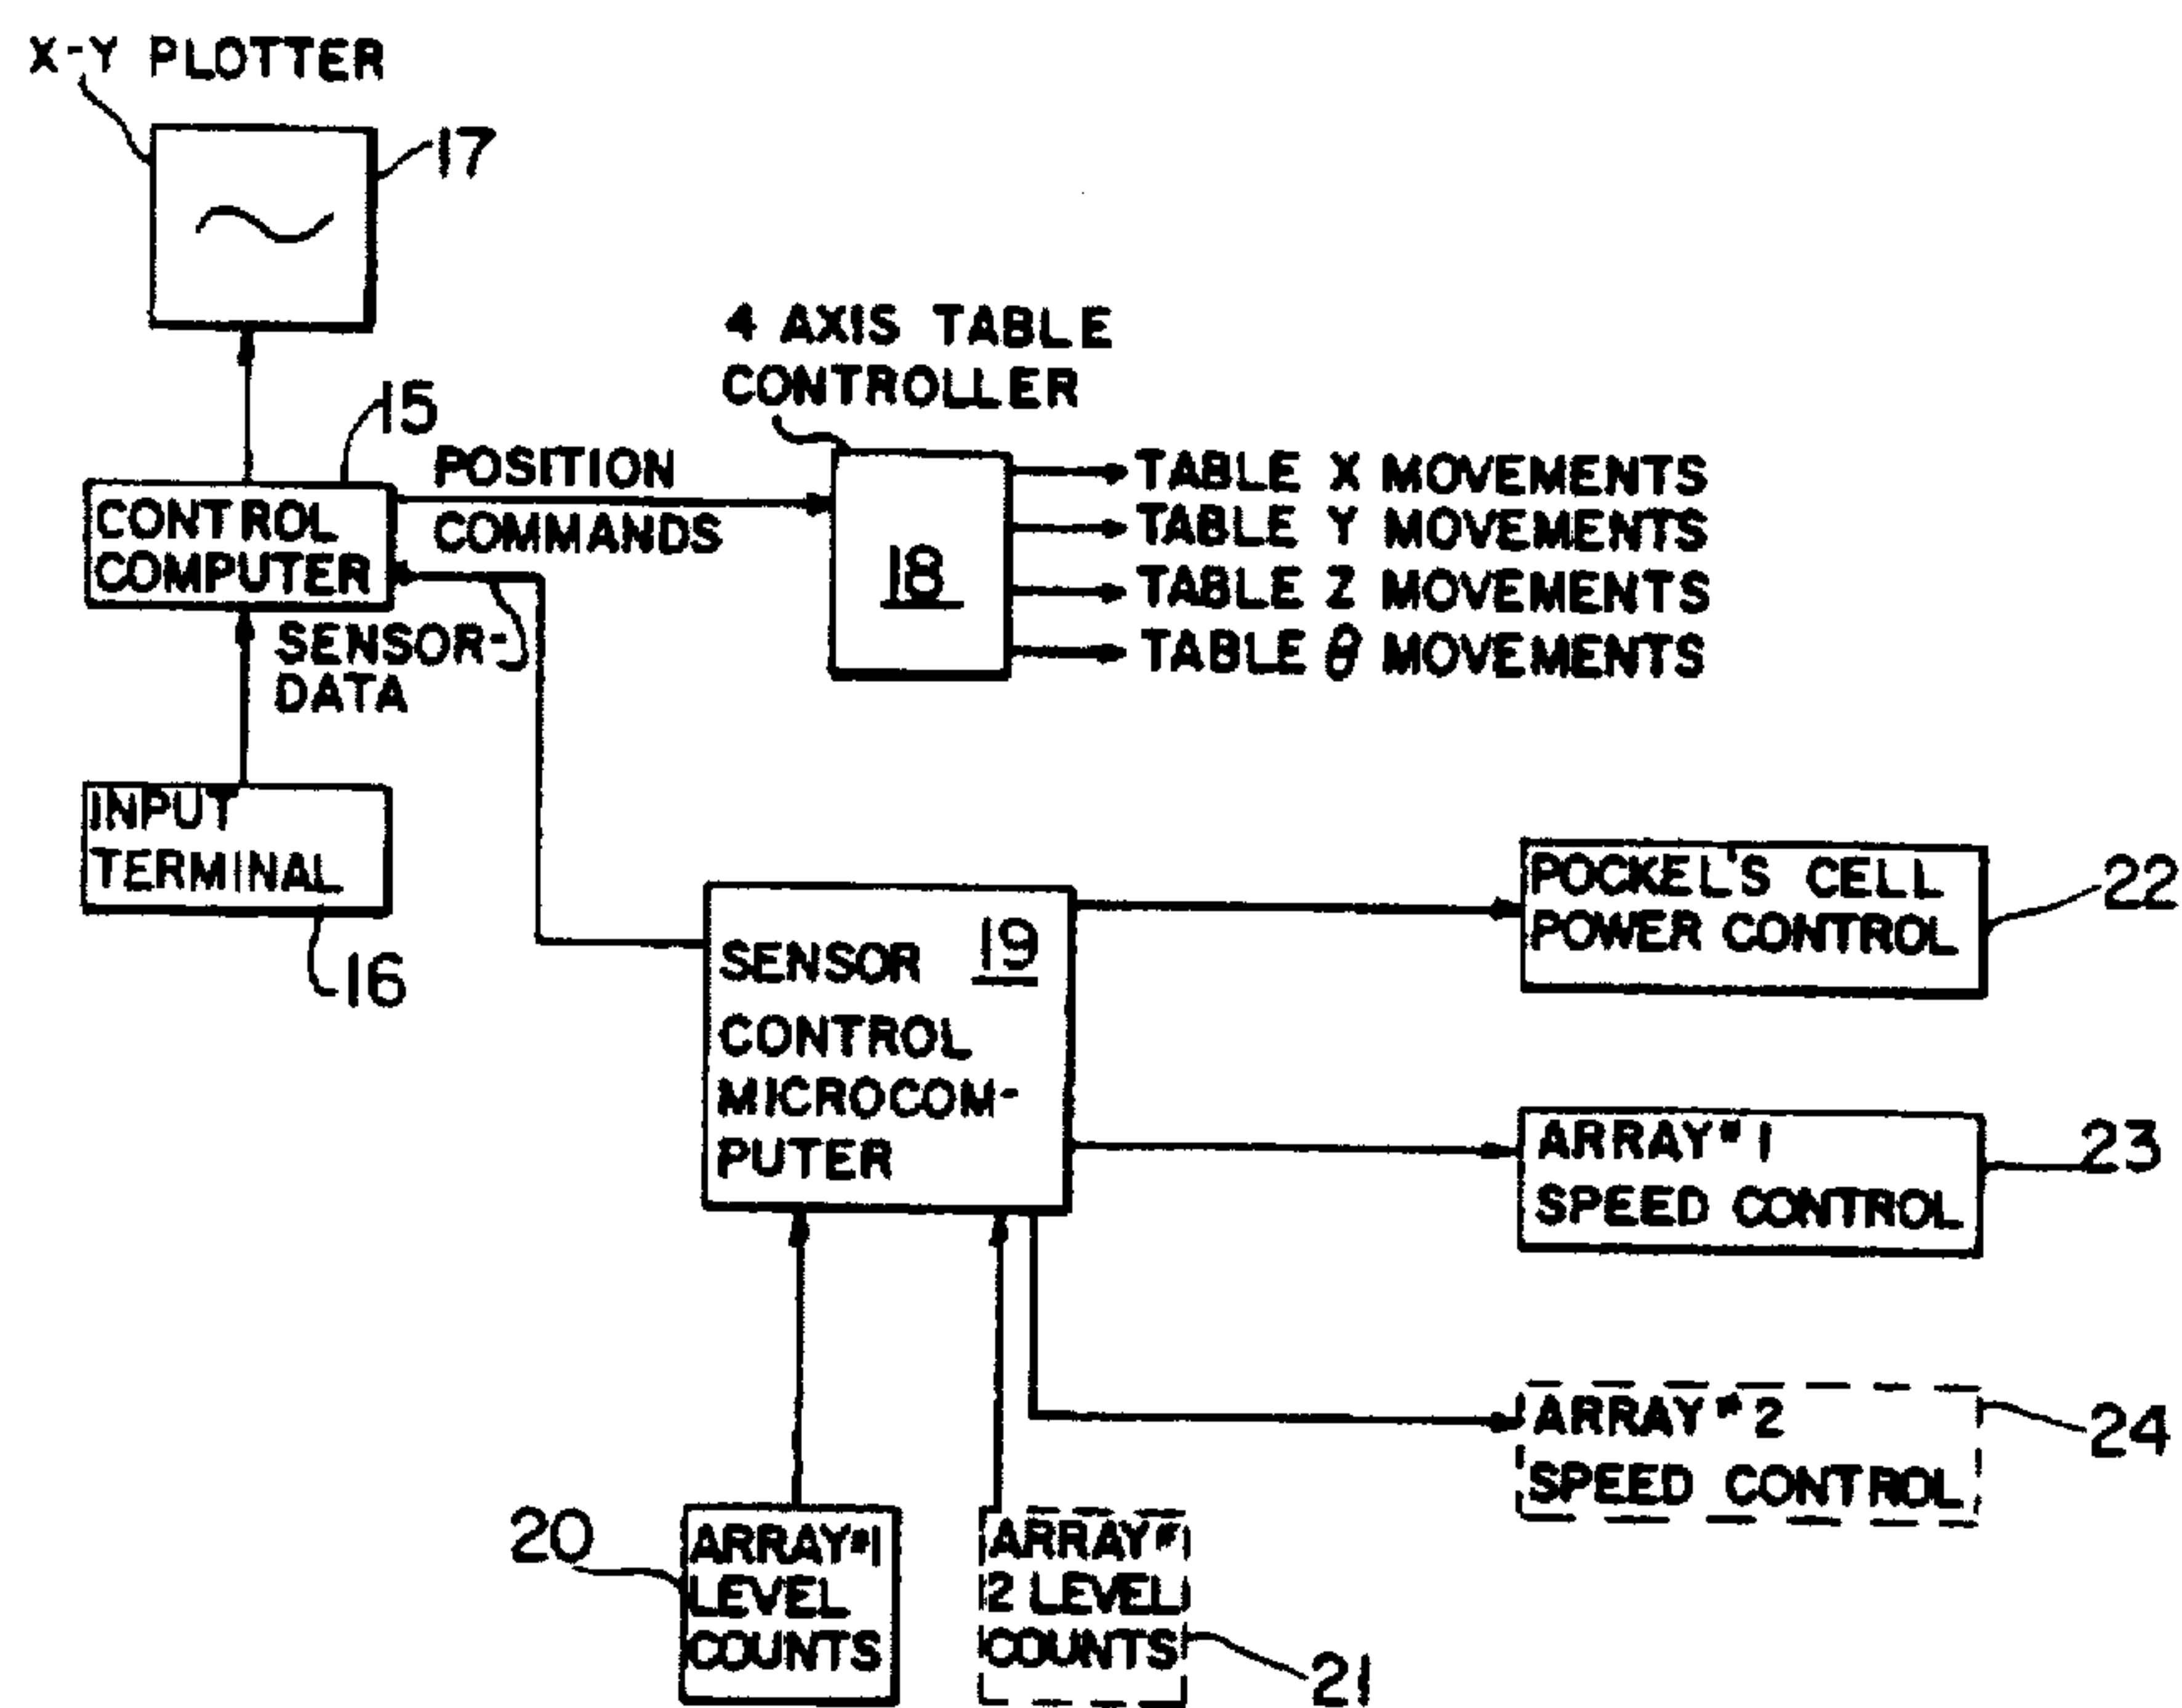 X-Y PLOTTER
17
4 AXIS TABLE
CONTROLLER
15
POSITION
COMMANDS
CONTROL
COMPUTER
18
TABLE X MOVEMENTS
TABLE Y MOVEMENTS
TABLE Z MOVEMENTS
TABLE θ MOVEMENTS
SENSOR-
DATA
INPUT
TERMINAL
16
SENSOR 19
CONTROL
MICROCOM-
PUTER
POCKEL'S CELL
POWER CONTROL
22
ARRAY #1
SPEED CONTROL
23
ARRAY #2
SPEED CONTROL
24
20
ARRAY #1
LEVEL
COUNTS
ARRAY #
2 LEVEL
COUNTS
21